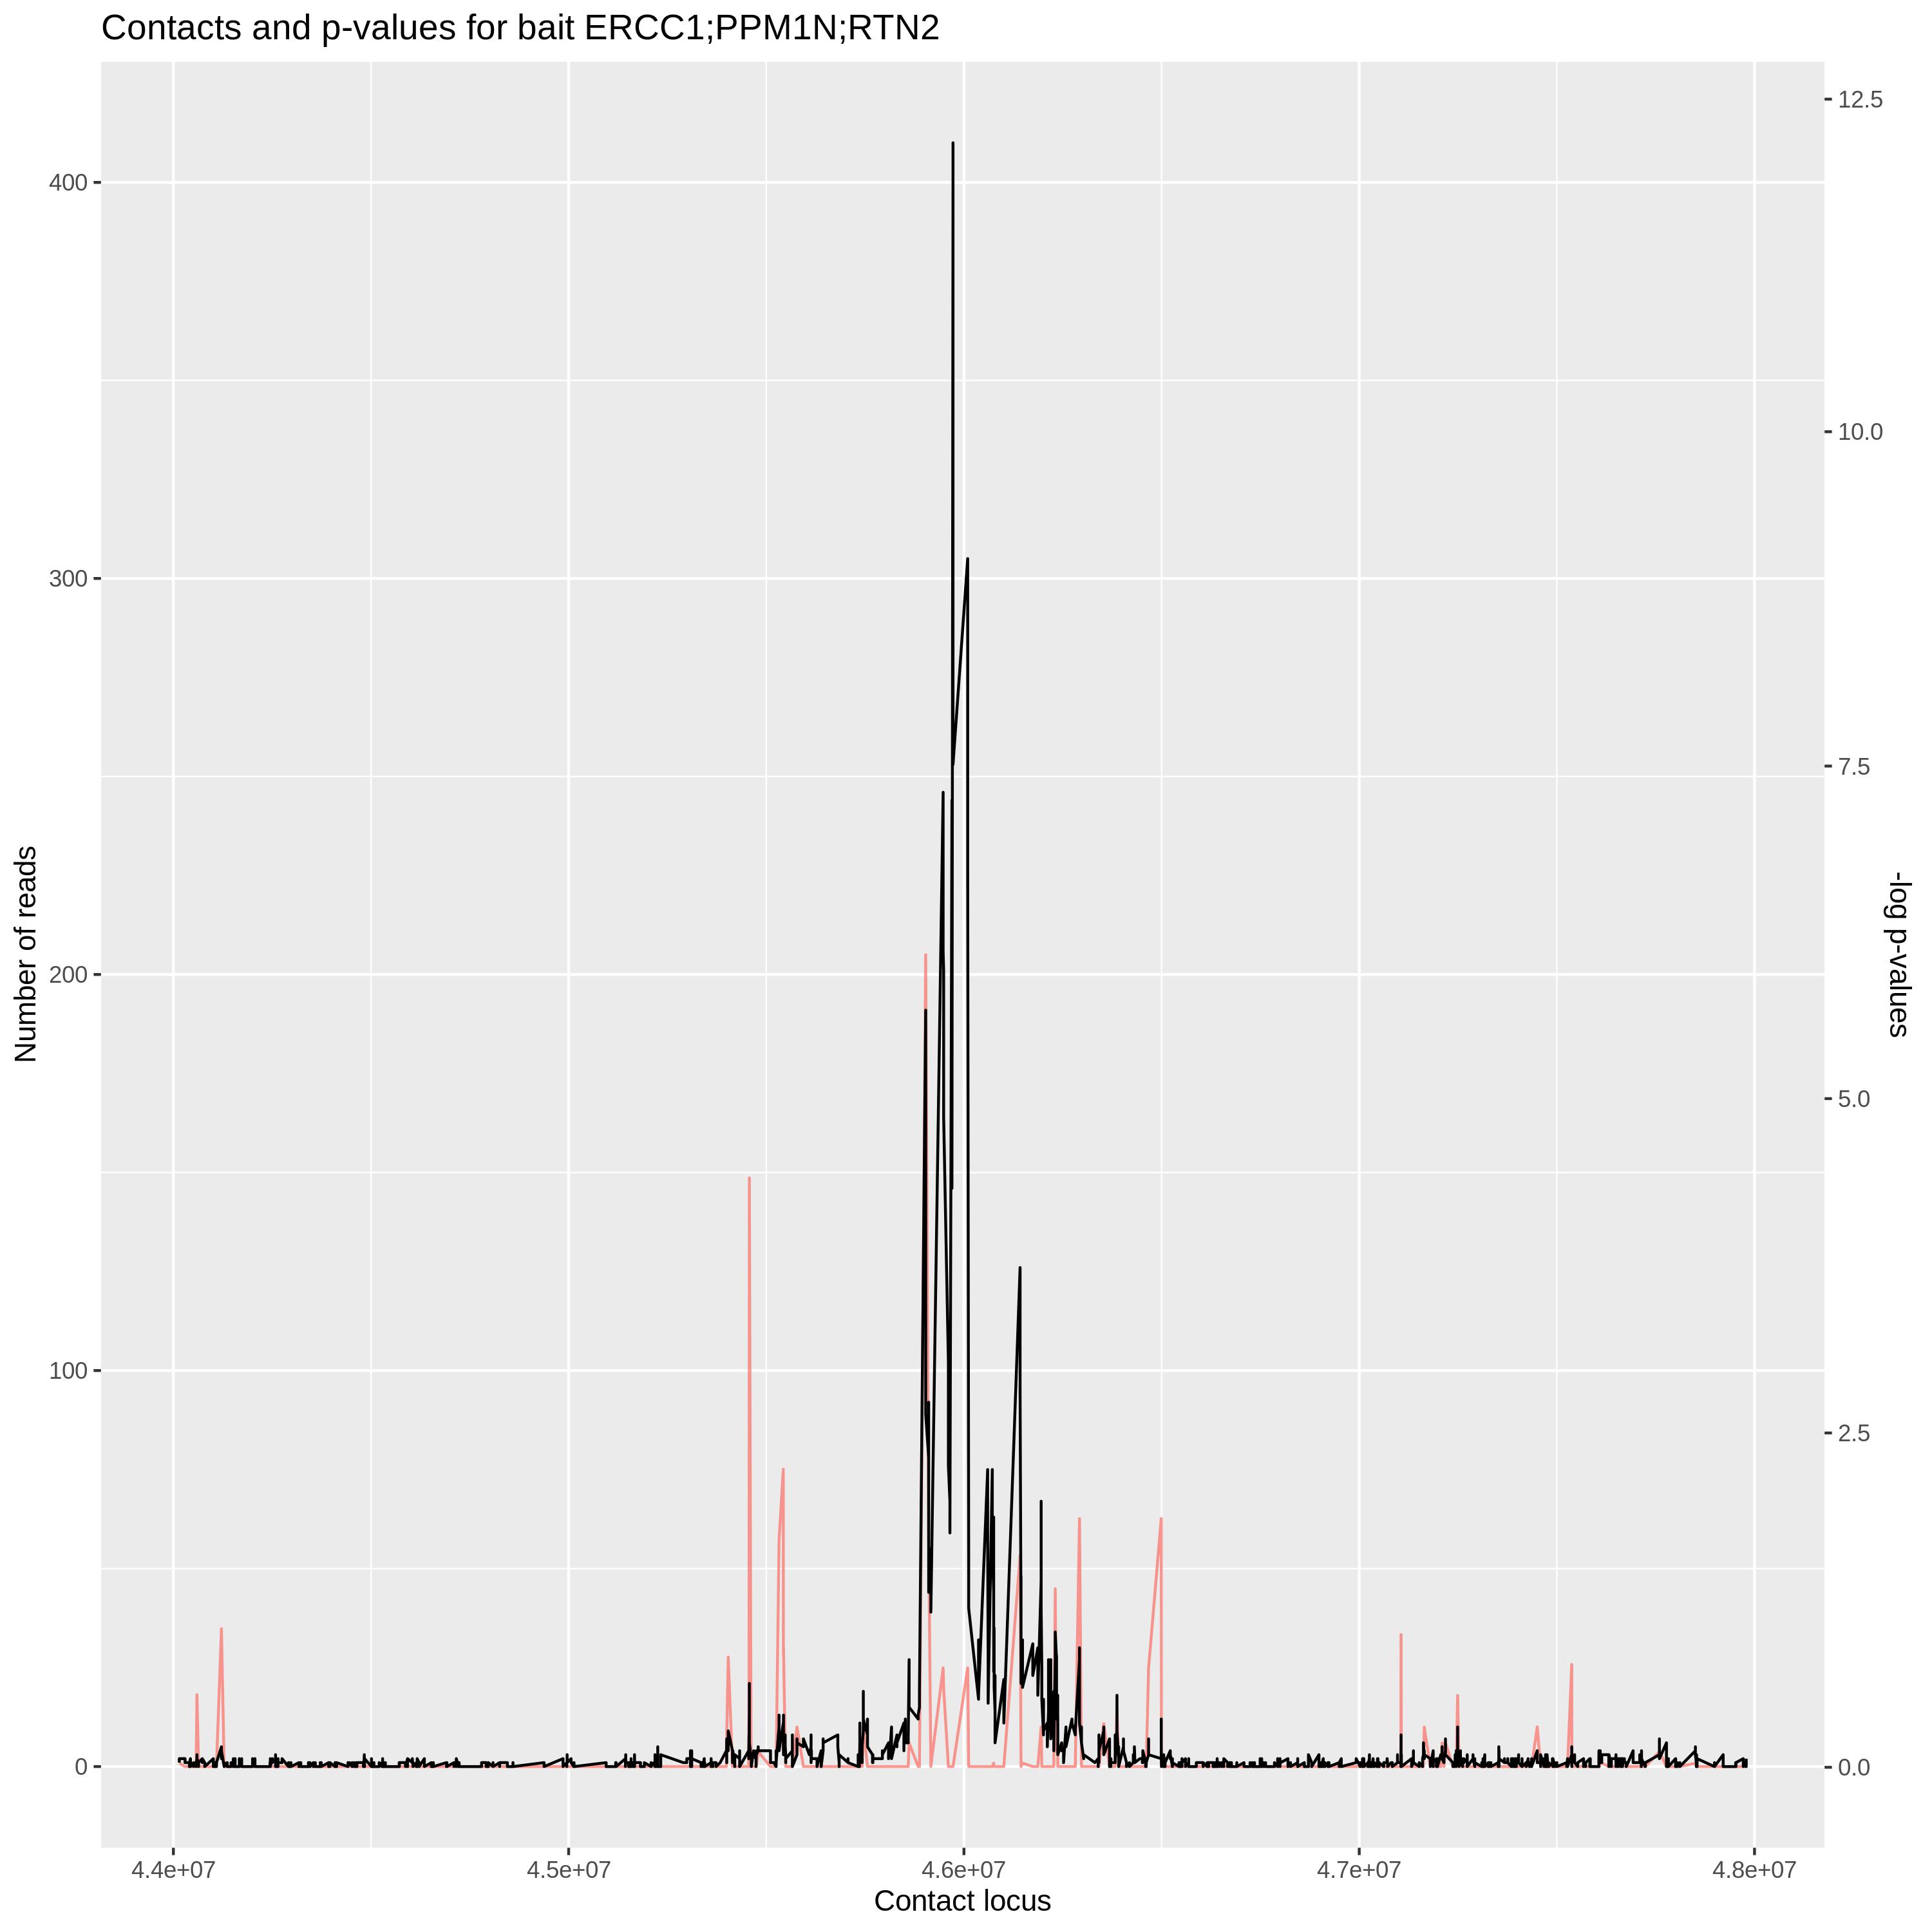 Contacts and p-values for bait ERCC1;PPM1N;RTN2
Number of reads
400
300
200
100
0
12.5
10.0
7.5
5.0
2.5
0.0
-log p-values
4.4e+07 4.5e+07 4.6e+07 4.7e+07 4.8e+07
Contact locus